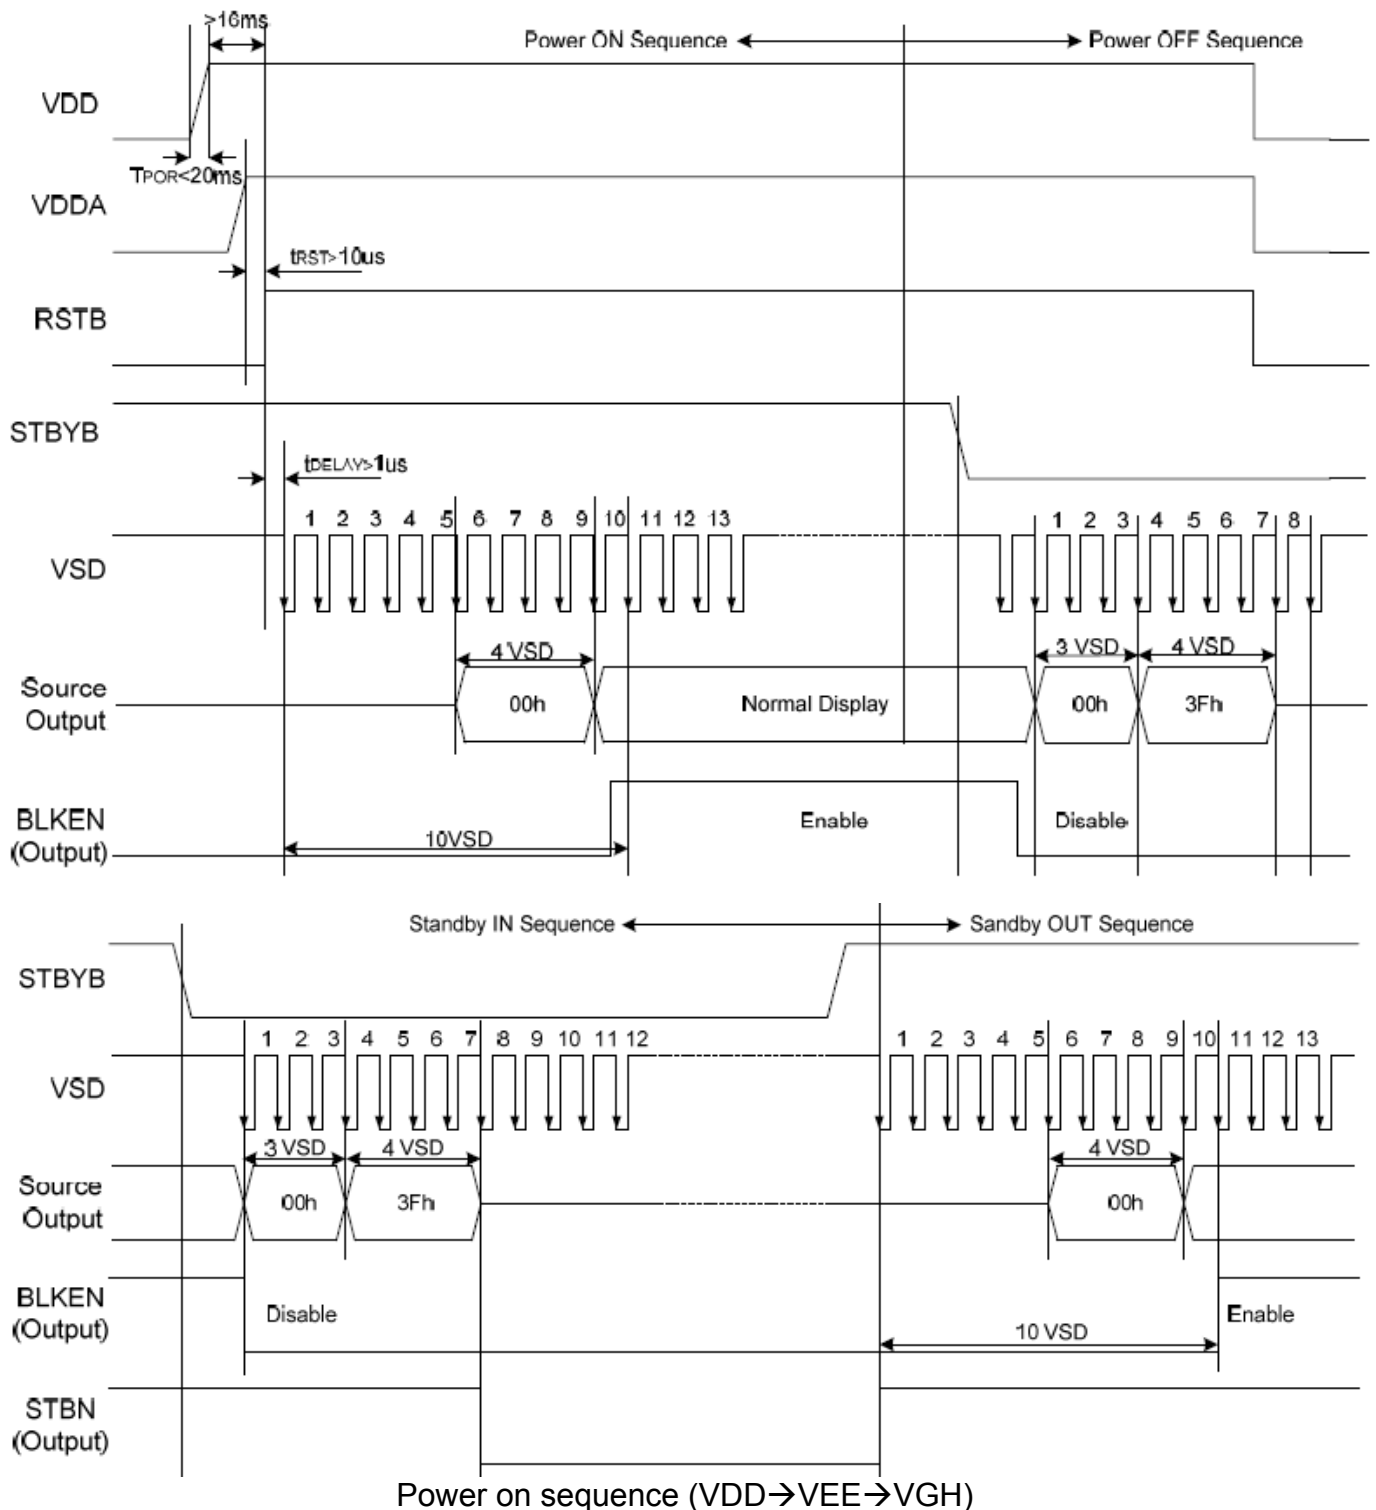 >16ms
Power ON Sequence
Power OFF Sequence
VDD
TPOR<20ms
VDDA
tRST>10us
RSTB
STBYB
tDELAY>1us
1 2 3 4 5 6 7 8 9 10 11 12 13
1 2 3 4 5 6 7 8
VSD
4 VSD
3 VSD
4 VSD
Source
Output
00h
Normal Display
00h
3Fh
BLKEN
(Output)
10VSD
Enable
Disable
Standby IN Sequence
Sandby OUT Sequence
STBYB
1 2 3 4 5 6 7 8 9 10 11 12
1 2 3 4 5 6 7 8 9 10 11 12 13
VSD
3 VSD
4 VSD
4 VSD
Source
Output
00h
3Fh
00h
BLKEN
(Output)
Disable
10 VSD
Enable
STBN
(Output)
Power on sequence (VDD→VEE→VGH)